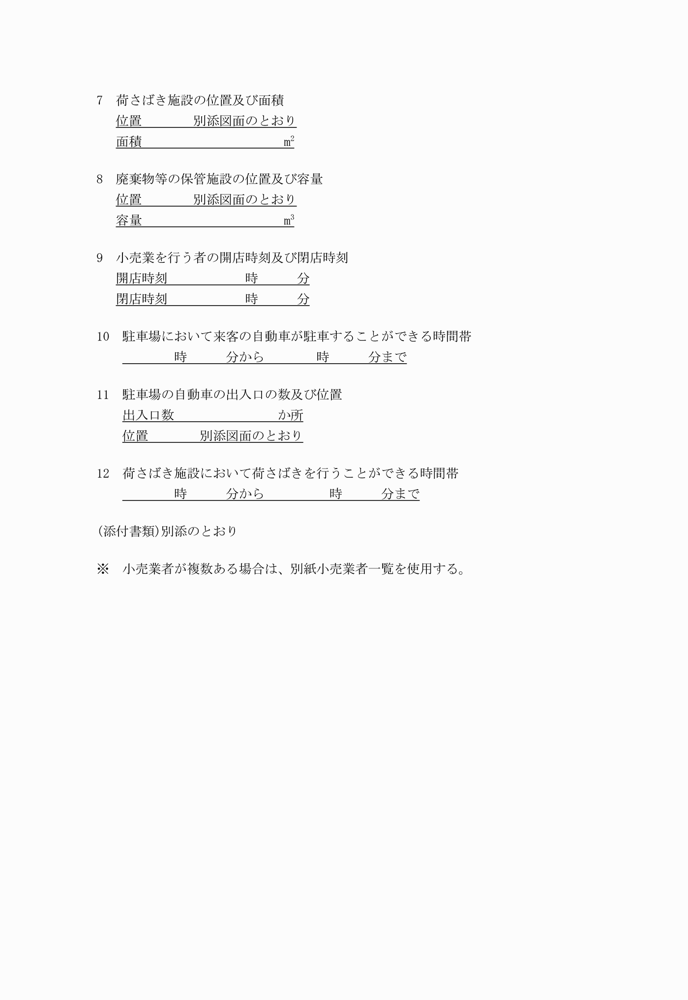 7　荷さばき施設の位置及び面積
位置　　　　別添図面のとおり
面積　　　　　　　　　　　m²
8　廃棄物等の保管施設の位置及び容量
位置　　　　別添図面のとおり
容量　　　　　　　　　　　m³
9　小売業を行う者の開店時刻及び閉店時刻
開店時刻　　　　　　時　　　分
閉店時刻　　　　　　時　　　分
10　駐車場において来客の自動車が駐車することができる時間帯
　　　　時　　　分から　　　　時　　　分まで
11　駐車場の自動車の出入口の数及び位置
出入口数　　　　　　　　か所
位置　　　　別添図面のとおり
12　荷さばき施設において荷さばきを行うことができる時間帯
　　　　時　　　分から　　　　　時　　　分まで
(添付書類)別添のとおり
※　小売業者が複数ある場合は、別紙小売業者一覧を使用する。